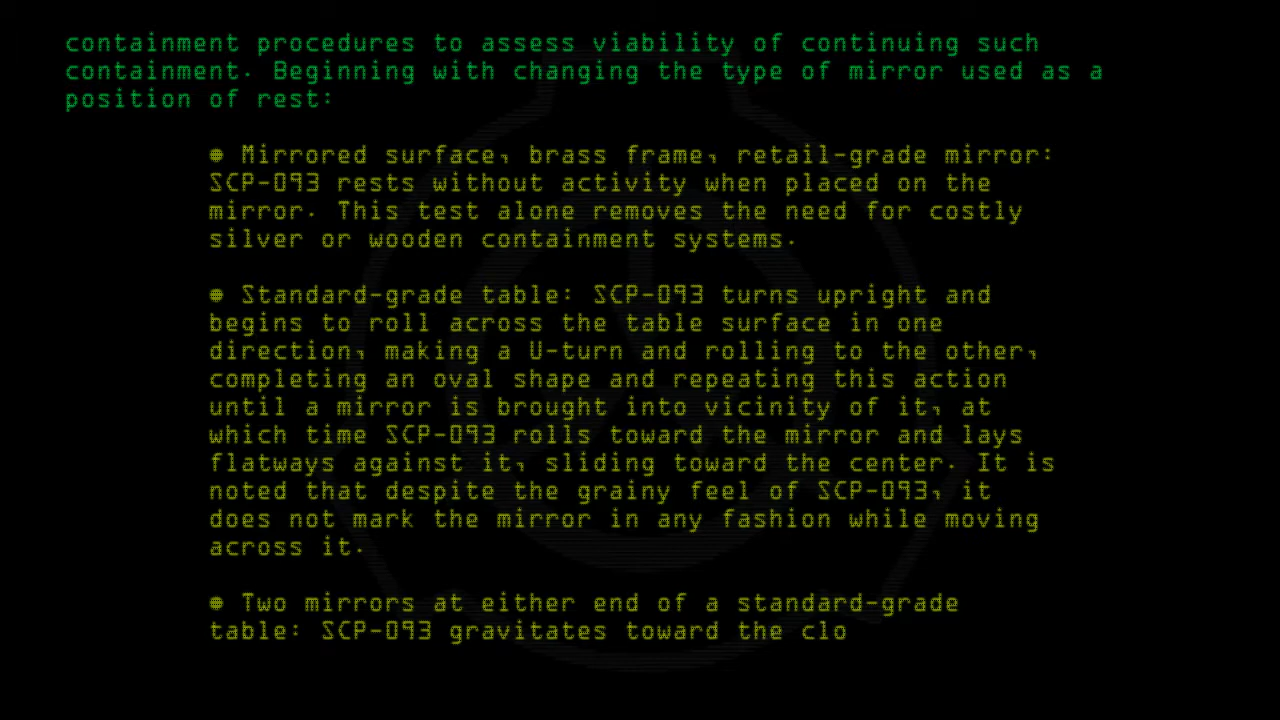 containment procedures to assess viability of continuing such
containment. Beginning with changing the type of mirror used as a
position of rest:
● Mirrored surface, brass frame, retail-grade mirror:
SCP-093 rests without activity when placed on the
mirror. This test alone removes the need for costly
silver or wooden containment systems.
● Standard-grade table: SCP-093 turns upright and
begins to roll across the table surface in one
direction, making a U-turn and rolling to the other,
completing an oval shape and repeating this action
until a mirror is brought into vicinity of it, at
which time SCP-093 rolls toward the mirror and lays
flatways against it, sliding toward the center. It is
noted that despite the grainy feel of SCP-093, it
does not mark the mirror in any fashion while moving
across it.
● Two mirrors at either end of a standard-grade
table: SCP-093 gravitates toward the clo